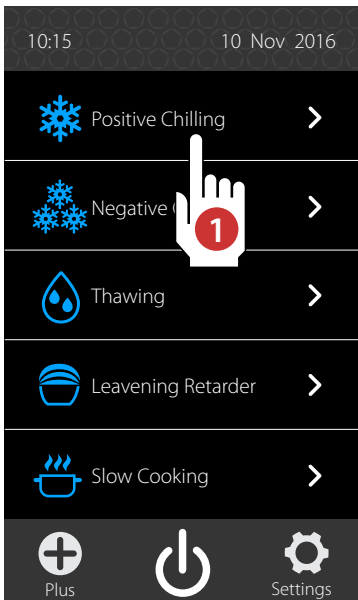 10:15 10 Nov 2016
Positive Chilling
Negative
1
Thawing
Leavening Retarder
Slow Cooking
Plus Settings